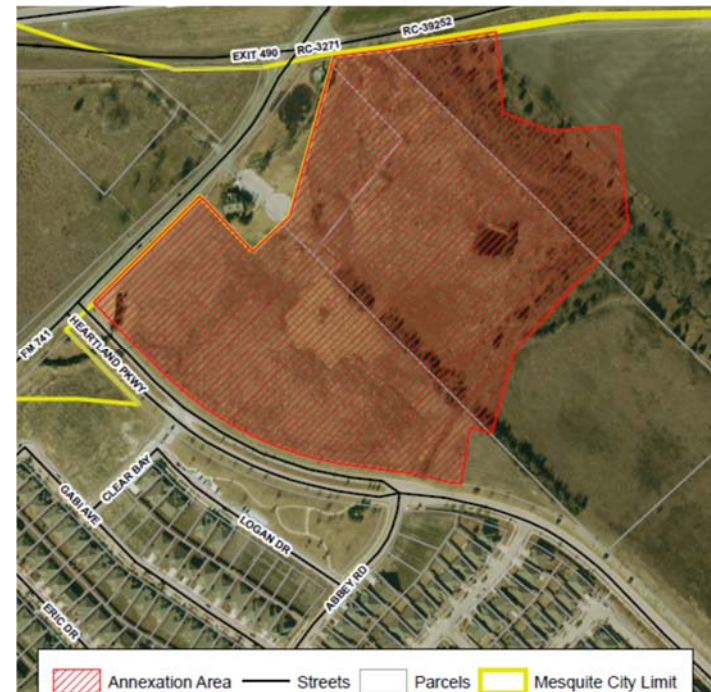 EXIT 490
RC-3271
RC-39252
FM 741
HEARTLAND PKWY
CLEAR BAY
GABI AVE
LOGAN DR
ERIC DR
ABBEY RD
Annexation Area Streets Parcels Mesquite City Limit